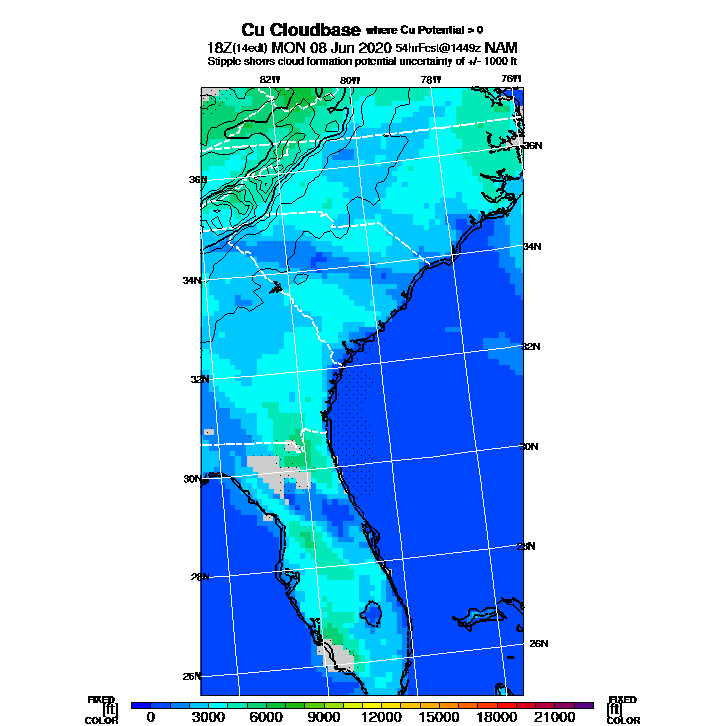 Cu Cloudbase where Cu Potential > 0
18Z(14edt) MON 08 Jun 2020 54hrFcst@1449z NAM
Stipple shows cloud formation potential uncertainty of +/- 1000 ft
82W 80W 78W 76W
36N
36N
34N
34N
32N
32N
30N
30N
28N
28N
26N
26N
FIXED FIXED
[ft] [ft]
COLOR COLOR
0 3000 6000 9000 12000 15000 18000 21000